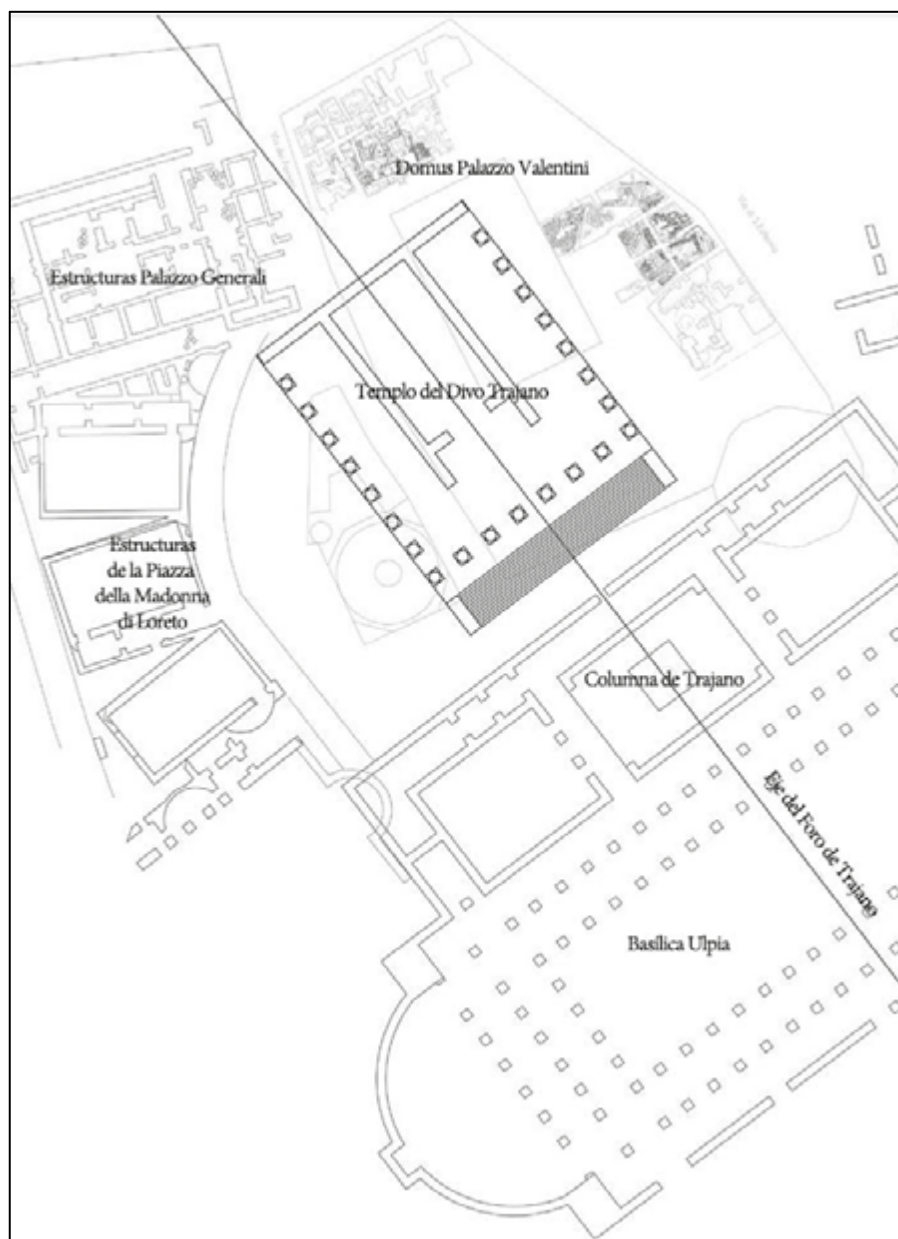 Domus Palazzo Valentini
Estructuras Palazzo Generali
Templo del Divo Trajano
Estructuras
de la Piazza
della Madonna
di Loreto
Columna de Trajano
Eje del Foro de Trajano
Basílica Ulpia